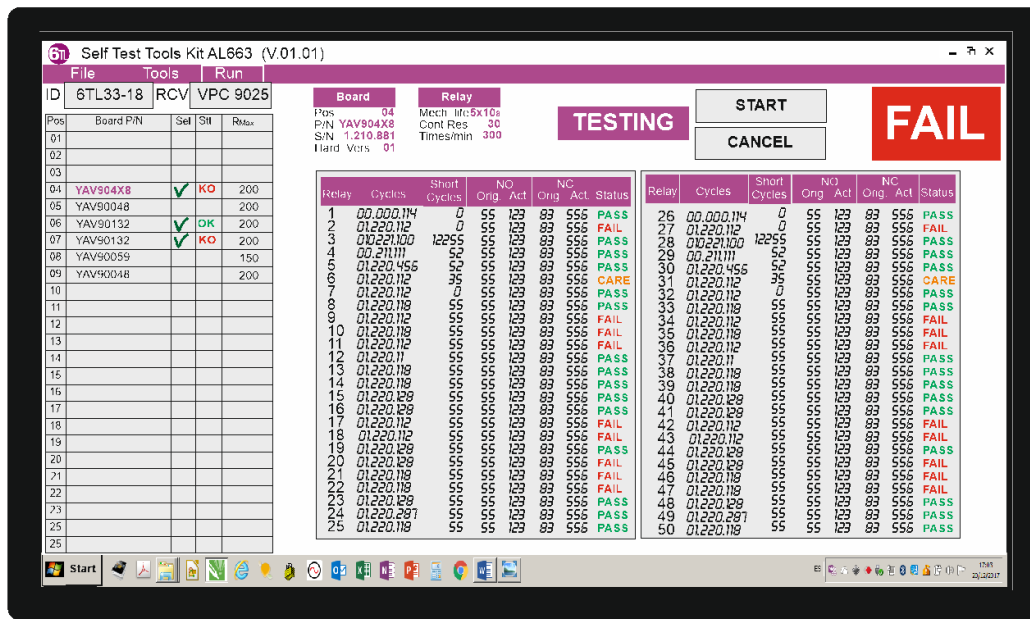 6TL Self Test Tools Kit AL663 (V.01.01)
File Tools Run
ID 6TL33-18 RCV VPC 9025
Pos Board P/N Sel Stt RMax
01
02
03
04 YAV904X8 KO 200
05 YAV90048 200
06 YAV90132 OK 200
07 YAV90132 KO 200
08 YAV90059 150
09 YAV90048 200
10
11
12
13
14
15
16
17
18
19
20
21
22
23
25
25
Board
Pos 04
P/N YAV904X8
S/N 1.210.881
Hard Vers 01
Relay
Mech life 5x108
Cont Res 30
Times/min 300
TESTING
START
CANCEL
FAIL
Relay Cycles Short Cycles NO Orig. Act NC Orig Act. Status
1 00.000.114 0 55 123 83 556 PASS
2 01.220.112 0 55 123 83 556 FAIL
3 010221.100 12255 55 123 83 556 PASS
4 00.211.111 52 55 123 83 556 PASS
5 01.220.456 52 55 123 83 556 PASS
6 01.220.112 35 55 123 83 556 CARE
7 01.220.112 0 55 123 83 556 PASS
8 01.220.118 55 55 123 83 556 PASS
9 01.220.112 55 55 123 83 556 FAIL
10 01.220.118 55 55 123 83 556 FAIL
11 01.220.112 55 55 123 83 556 FAIL
12 01.220.11 55 55 123 83 556 PASS
13 01.220.118 55 55 123 83 556 PASS
14 01.220.118 55 55 123 83 556 PASS
15 01.220.128 55 55 123 83 556 PASS
16 01.220.128 55 55 123 83 556 PASS
17 01.220.112 55 55 123 83 556 FAIL
18 01.220.112 55 55 123 83 556 FAIL
19 01.220.128 55 55 123 83 556 PASS
20 01.220.128 55 55 123 83 556 FAIL
21 01.220.118 55 55 123 83 556 FAIL
22 01.220.118 55 55 123 83 556 FAIL
23 01.220.128 55 55 123 83 556 PASS
24 01.220.281 55 55 123 83 556 PASS
25 01.220.118 55 55 123 83 556 PASS
Relay Cycles Short Cycles NO Orig. Act NC Orig. Act Status
26 00.000.114 0 55 123 83 556 PASS
27 01.220.112 0 55 123 83 556 FAIL
28 010221.100 12255 55 123 83 556 PASS
29 00.211.111 52 55 123 83 556 PASS
30 01.220.456 52 55 123 83 556 PASS
31 01.220.112 35 55 123 83 556 CARE
32 01.220.112 0 55 123 83 556 PASS
33 01.220.118 55 55 123 83 556 PASS
34 01.220.112 55 55 123 83 556 FAIL
35 01.220.118 55 55 123 83 556 FAIL
36 01.220.112 55 55 123 83 556 FAIL
37 01.220.11 55 55 123 83 556 PASS
38 01.220.118 55 55 123 83 556 PASS
39 01.220.118 55 55 123 83 556 PASS
40 01.220.128 55 55 123 83 556 PASS
41 01.220.128 55 55 123 83 556 PASS
42 01.220.112 55 55 123 83 556 FAIL
43 01.220.112 55 55 123 83 556 FAIL
44 01.220.128 55 55 123 83 556 PASS
45 01.220.128 55 55 123 83 556 FAIL
46 01.220.118 55 55 123 83 556 FAIL
47 01.220.118 55 55 123 83 556 FAIL
48 01.220.128 55 55 123 83 556 PASS
49 01.220.281 55 55 123 83 556 PASS
50 01.220.118 55 55 123 83 556 PASS
Start ES 17:03
23/12/2017